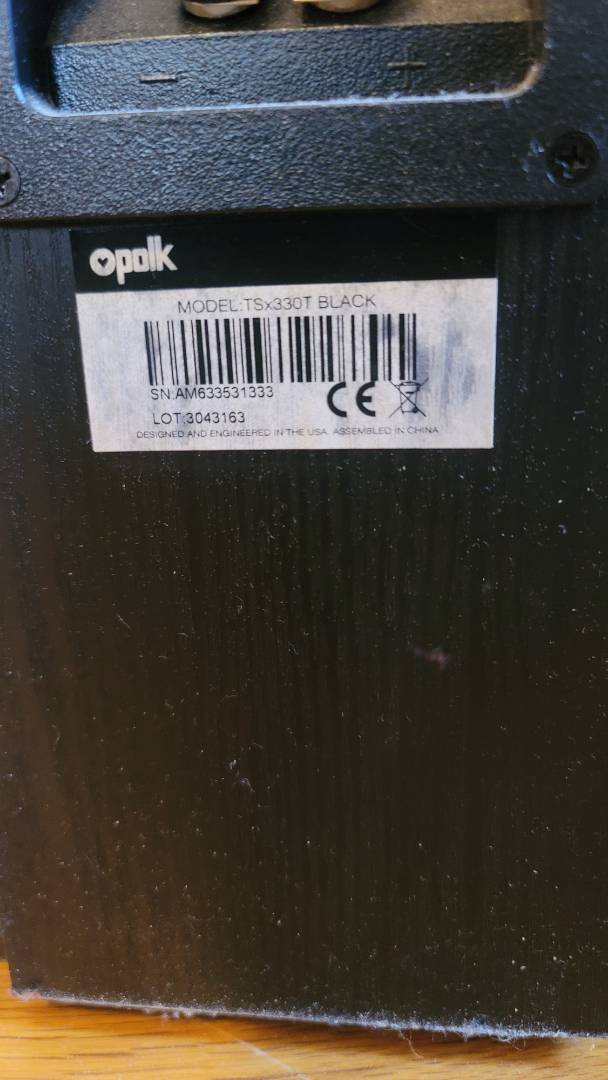 − +
polk
MODEL:TSx330T BLACK
SN:AM633531333
CE
LOT:3043163
DESIGNED AND ENGINEERED IN THE USA. ASSEMBLED IN CHINA